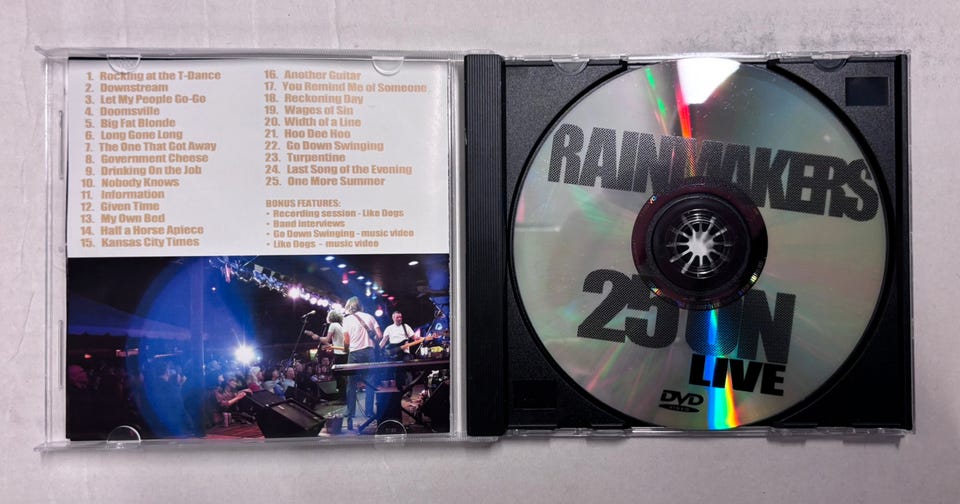 1. Rocking at the T-Dance
2. Downstream
3. Let My People Go-Go
4. Doomsville
5. Big Fat Blonde
6. Long Gone Long
7. The One That Got Away
8. Government Cheese
9. Drinking On the Job
10. Nobody Knows
11. Information
12. Given Time
13. My Own Bed
14. Half a Horse Apiece
15. Kansas City Times
16. Another Guitar
17. You Remind Me of Someone
18. Reckoning Day
19. Wages of Sin
20. Width of a Line
21. Hoo Dee Hoo
22. Go Down Swinging
23. Turpentine
24. Last Song of the Evening
25. One More Summer
BONUS FEATURES:
• Recording session - Like Dogs
• Band interviews
• Go Down Swinging - music video
• Like Dogs - music video
RAINMAKERS
25 ON
LIVE
DVD
VIDEO